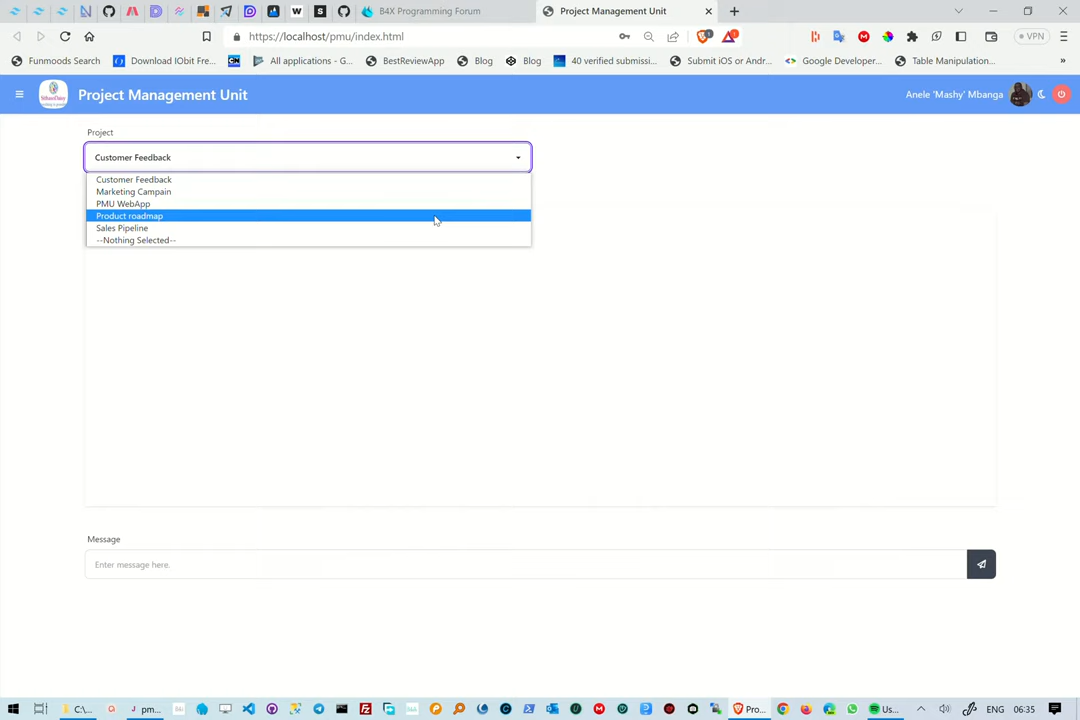 B4X Programming Forum
Project Management Unit
https://localhost/pmu/index.html
VPN
Funmoods Search
Download IObit Fre...
All applications - G...
BestReviewApp
Blog
Blog
40 verified submissi...
Submit iOS or Andr...
Google Developer...
Table Manipulation...
»
Project Management Unit
Anele 'Mashy' Mbanga
Project
Customer Feedback
Customer Feedback
Marketing Campain
PMU WebApp
Product roadmap
Sales Pipeline
--Nothing Selected--
Message
Enter message here.
C:\...
pm...
Pro...
Us...
ENG
06:35